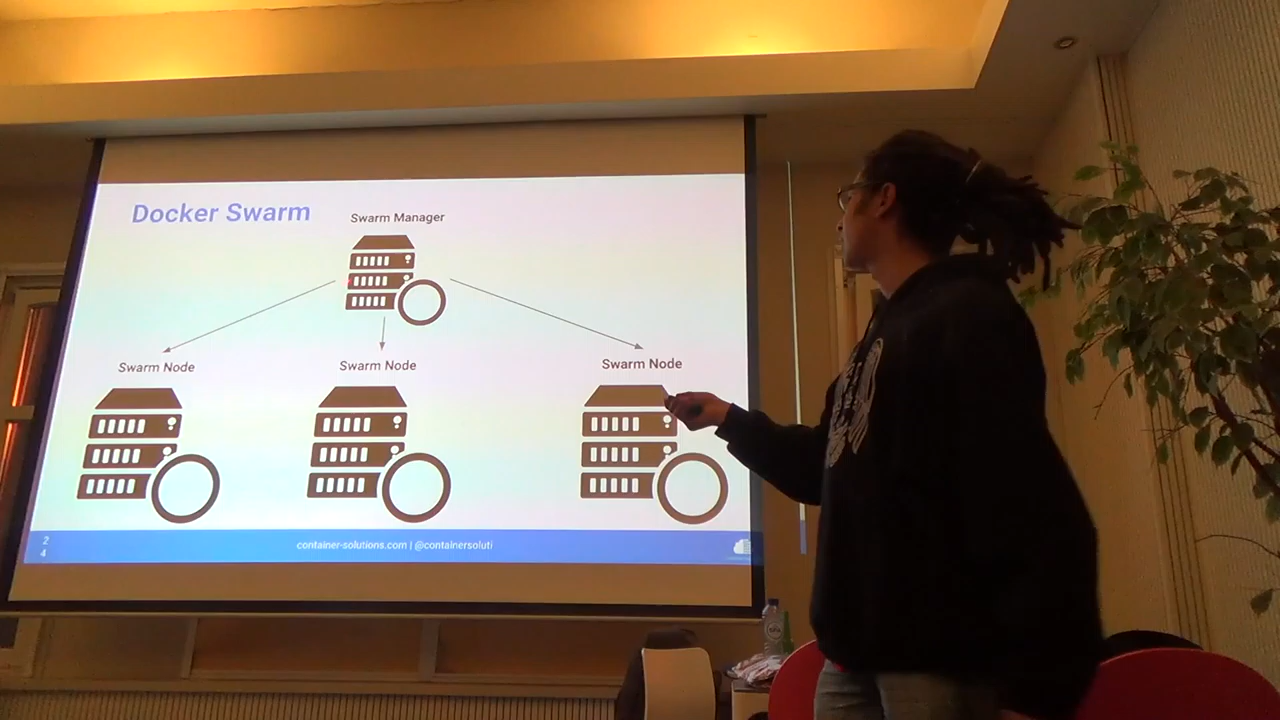 Docker Swarm
Swarm Manager
Swarm Node
Swarm Node
Swarm Node
2
4
container-solutions.com | @containersoluti